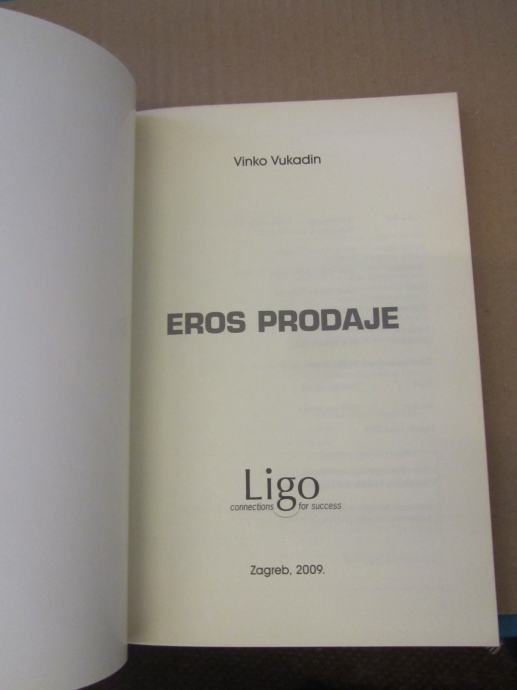 Vinko Vukadin
EROS PRODAJE
Ligo
connections for success
Zagreb, 2009.